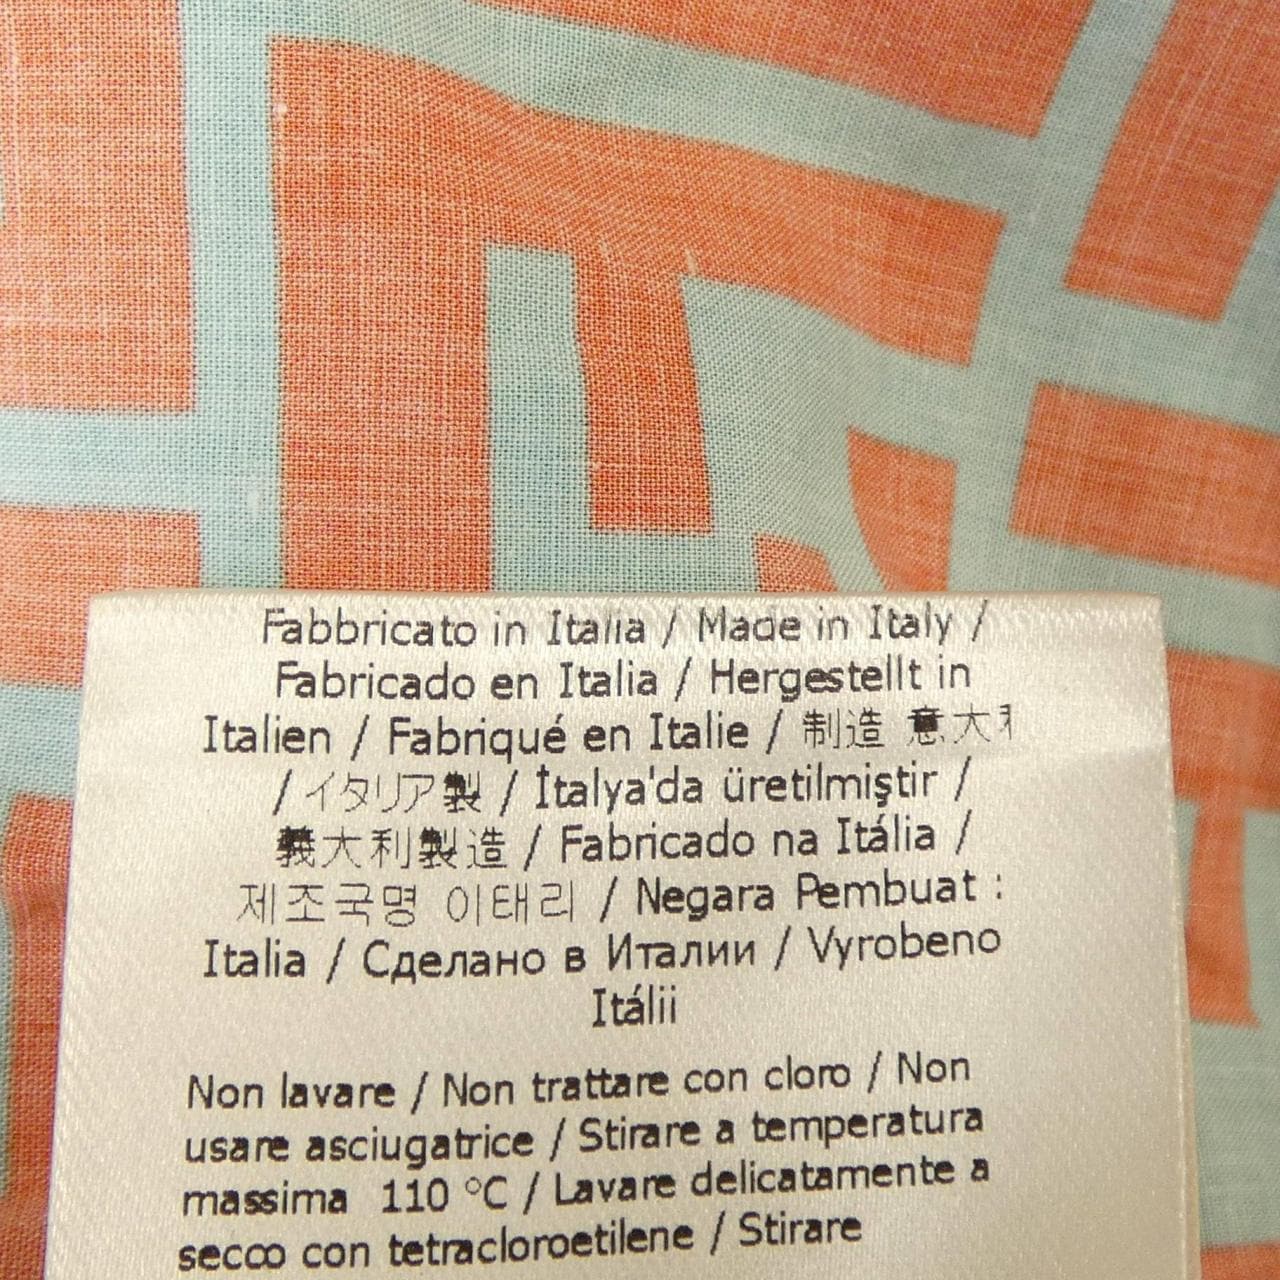 Fabbricato in Italia / Made in Italy /
Fabricado en Italia / Hergestellt in
Italien / Fabriqué en Italie / 制造 意大利
/ イタリア製 / İtalya'da üretilmiştir /
義大利製造 / Fabricado na Itália /
제조국명 이태리 / Negara Pembuat :
Italia / Сделано в Италии / Vyrobeno
Itálii
Non lavare / Non trattare con cloro / Non
usare asciugatrice / Stirare a temperatura
massima 110 °C / Lavare delicatamente a
secco con tetracloroetilene / Stirare